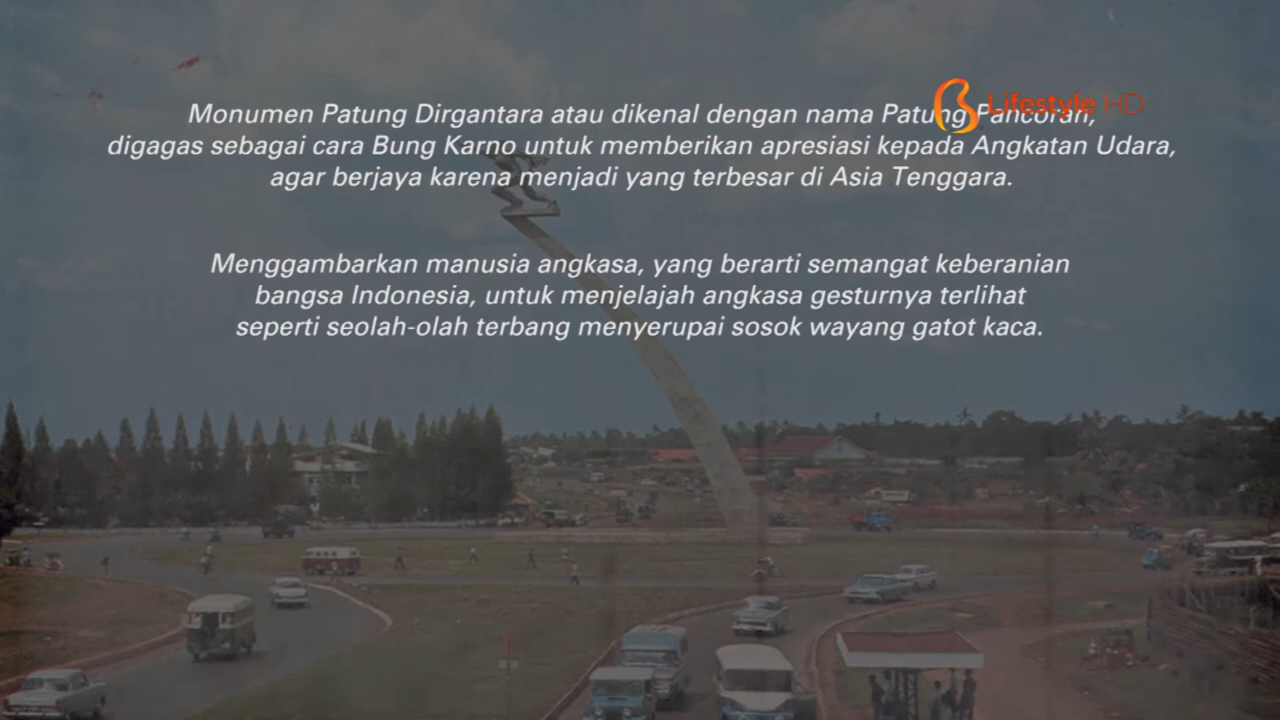 Monumen Patung Dirgantara atau dikenal dengan nama Patung Pancoran,
digagas sebagai cara Bung Karno untuk memberikan apresiasi kepada Angkatan Udara,
agar berjaya karena menjadi yang terbesar di Asia Tenggara.
Menggambarkan manusia angkasa, yang berarti semangat keberanian
bangsa Indonesia, untuk menjelajah angkasa gesturnya terlihat
seperti seolah-olah terbang menyerupai sosok wayang gatot kaca.
B Lifestyle HD